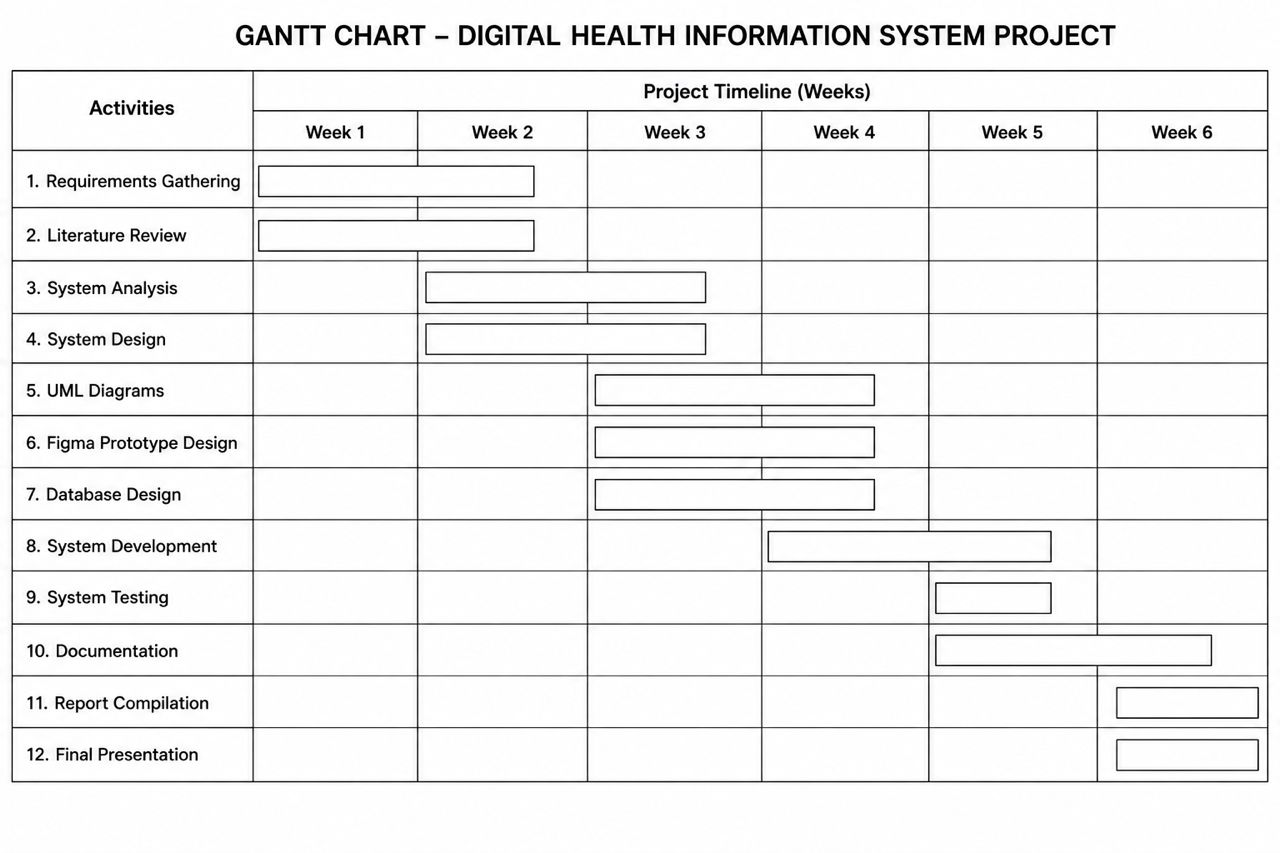 GANTT CHART – DIGITAL HEALTH INFORMATION SYSTEM PROJECT
Activities
Project Timeline (Weeks)
Week 1 Week 2 Week 3 Week 4 Week 5 Week 6
1. Requirements Gathering
2. Literature Review
3. System Analysis
4. System Design
5. UML Diagrams
6. Figma Prototype Design
7. Database Design
8. System Development
9. System Testing
10. Documentation
11. Report Compilation
12. Final Presentation